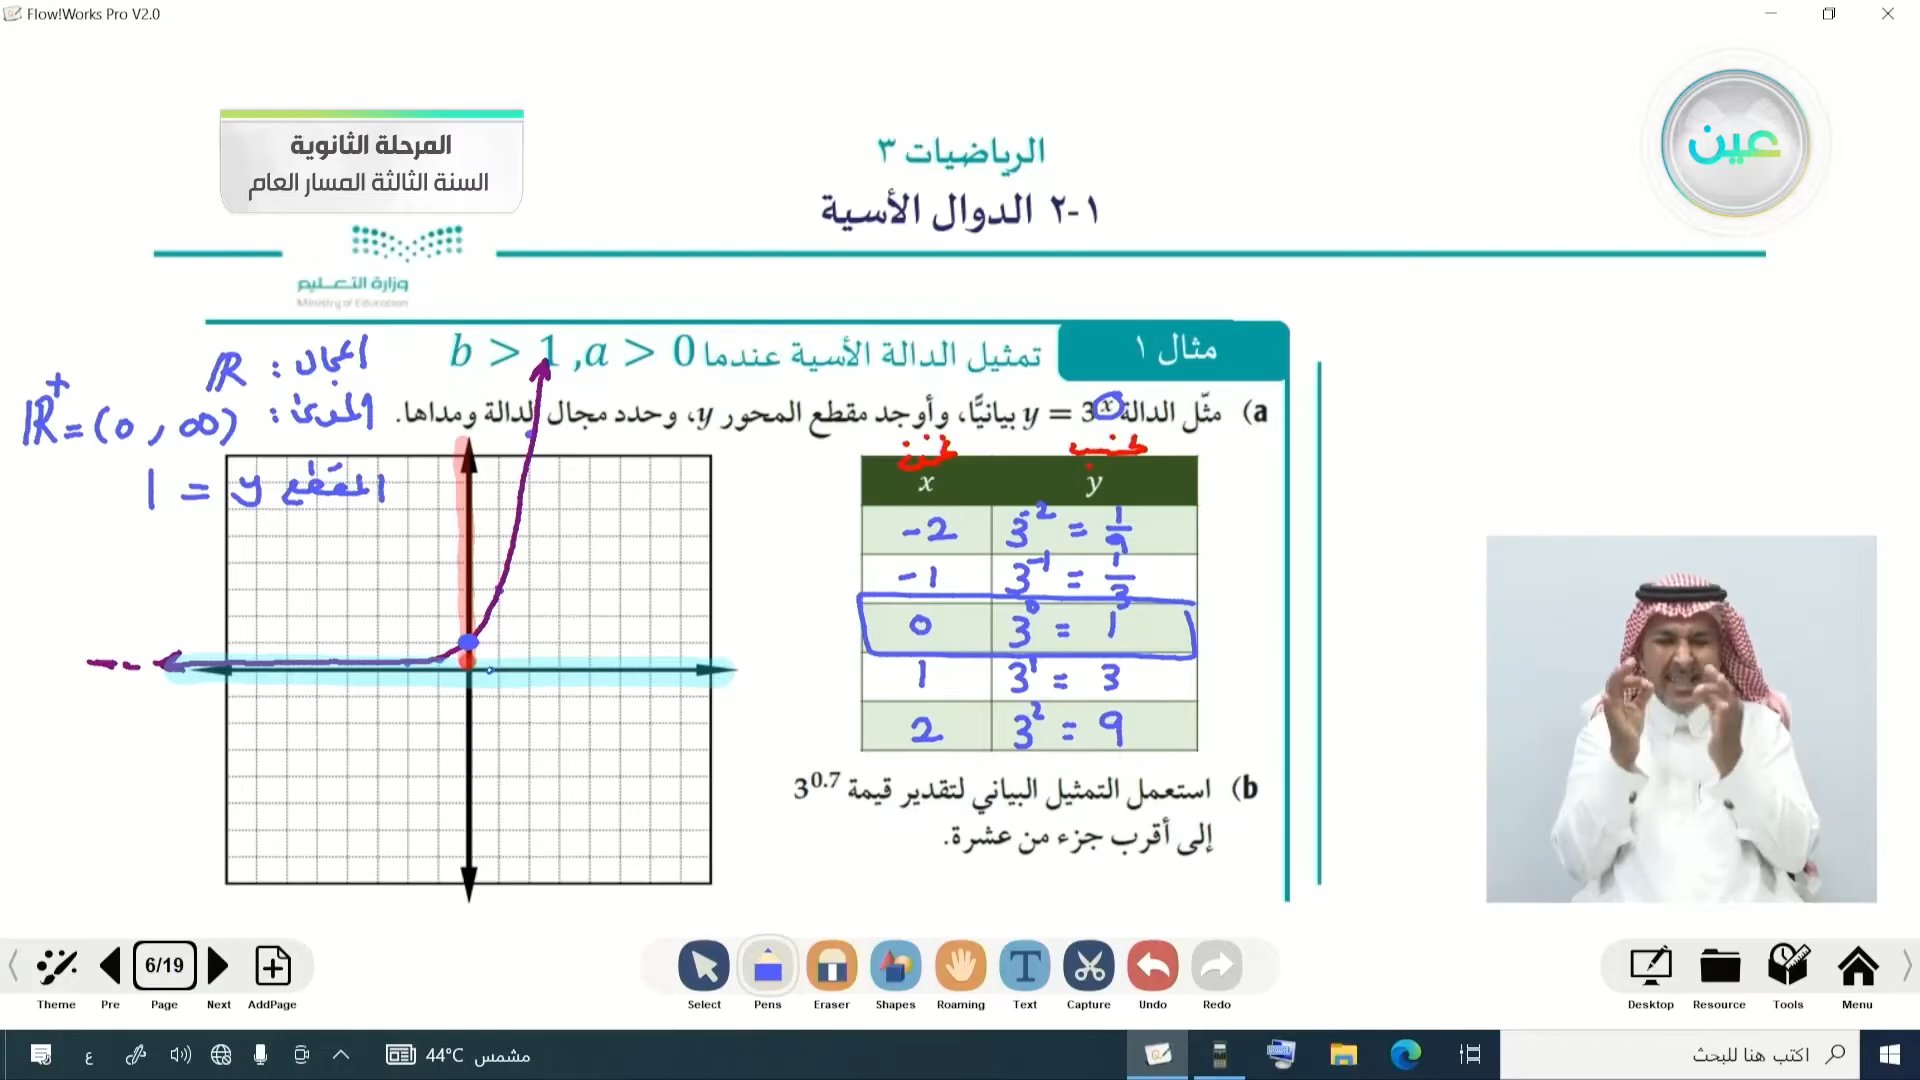 Flow!Works Pro V2.0
المرحلة الثانوية
السنة الثالثة المسار العام
عين
الرياضيات ٣
٢-١ الدوال الأسية
وزارة التعليم
Ministry of Education
مثال ١
تمثيل الدالة الأسية عندما b > 1 ,a > 0
a) مثّل الدالة y = 3^x بيانيًّا، وأوجد مقطع المحور y، وحدد مجال الدالة ومداها.
المجال : R
المدى : R⁺ = (0 , ∞)
المقطع y = 1
نخمن نحسب
x y
-2 3⁻² = 1/9
-1 3⁻¹ = 1/3
0 3⁰ = 1
1 3¹ = 3
2 3² = 9
b) استعمل التمثيل البياني لتقدير قيمة 3^0.7
إلى أقرب جزء من عشرة.
6/19
Theme Pre Page Next AddPage
Select Pens Eraser Shapes Roaming Text Capture Undo Redo
Desktop Resource Tools Menu
ع
44°C مشمس
اكتب هنا للبحث